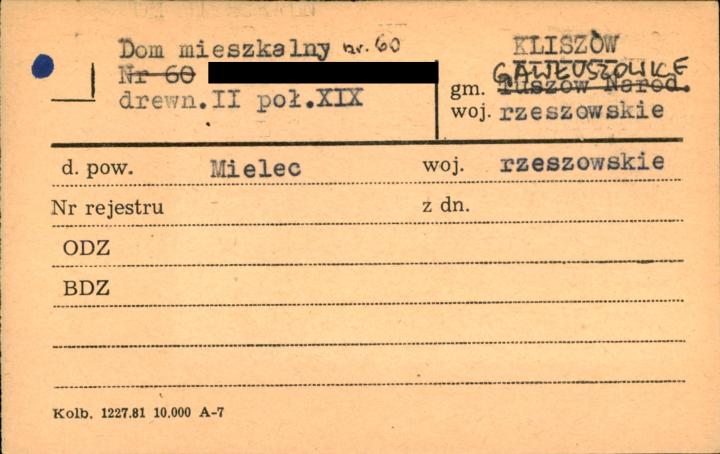 Dom mieszkalny nr. 60
Nr 60
drewn.II poł.XIX
KLISZÓW
GAWŁUSZOWICE
gm. Tuszów Narod.
woj. rzeszowskie
d. pow. Mielec woj. rzeszowskie
Nr rejestru z dn.
ODZ
BDZ
Kolb. 1227.81 10.000 A-7